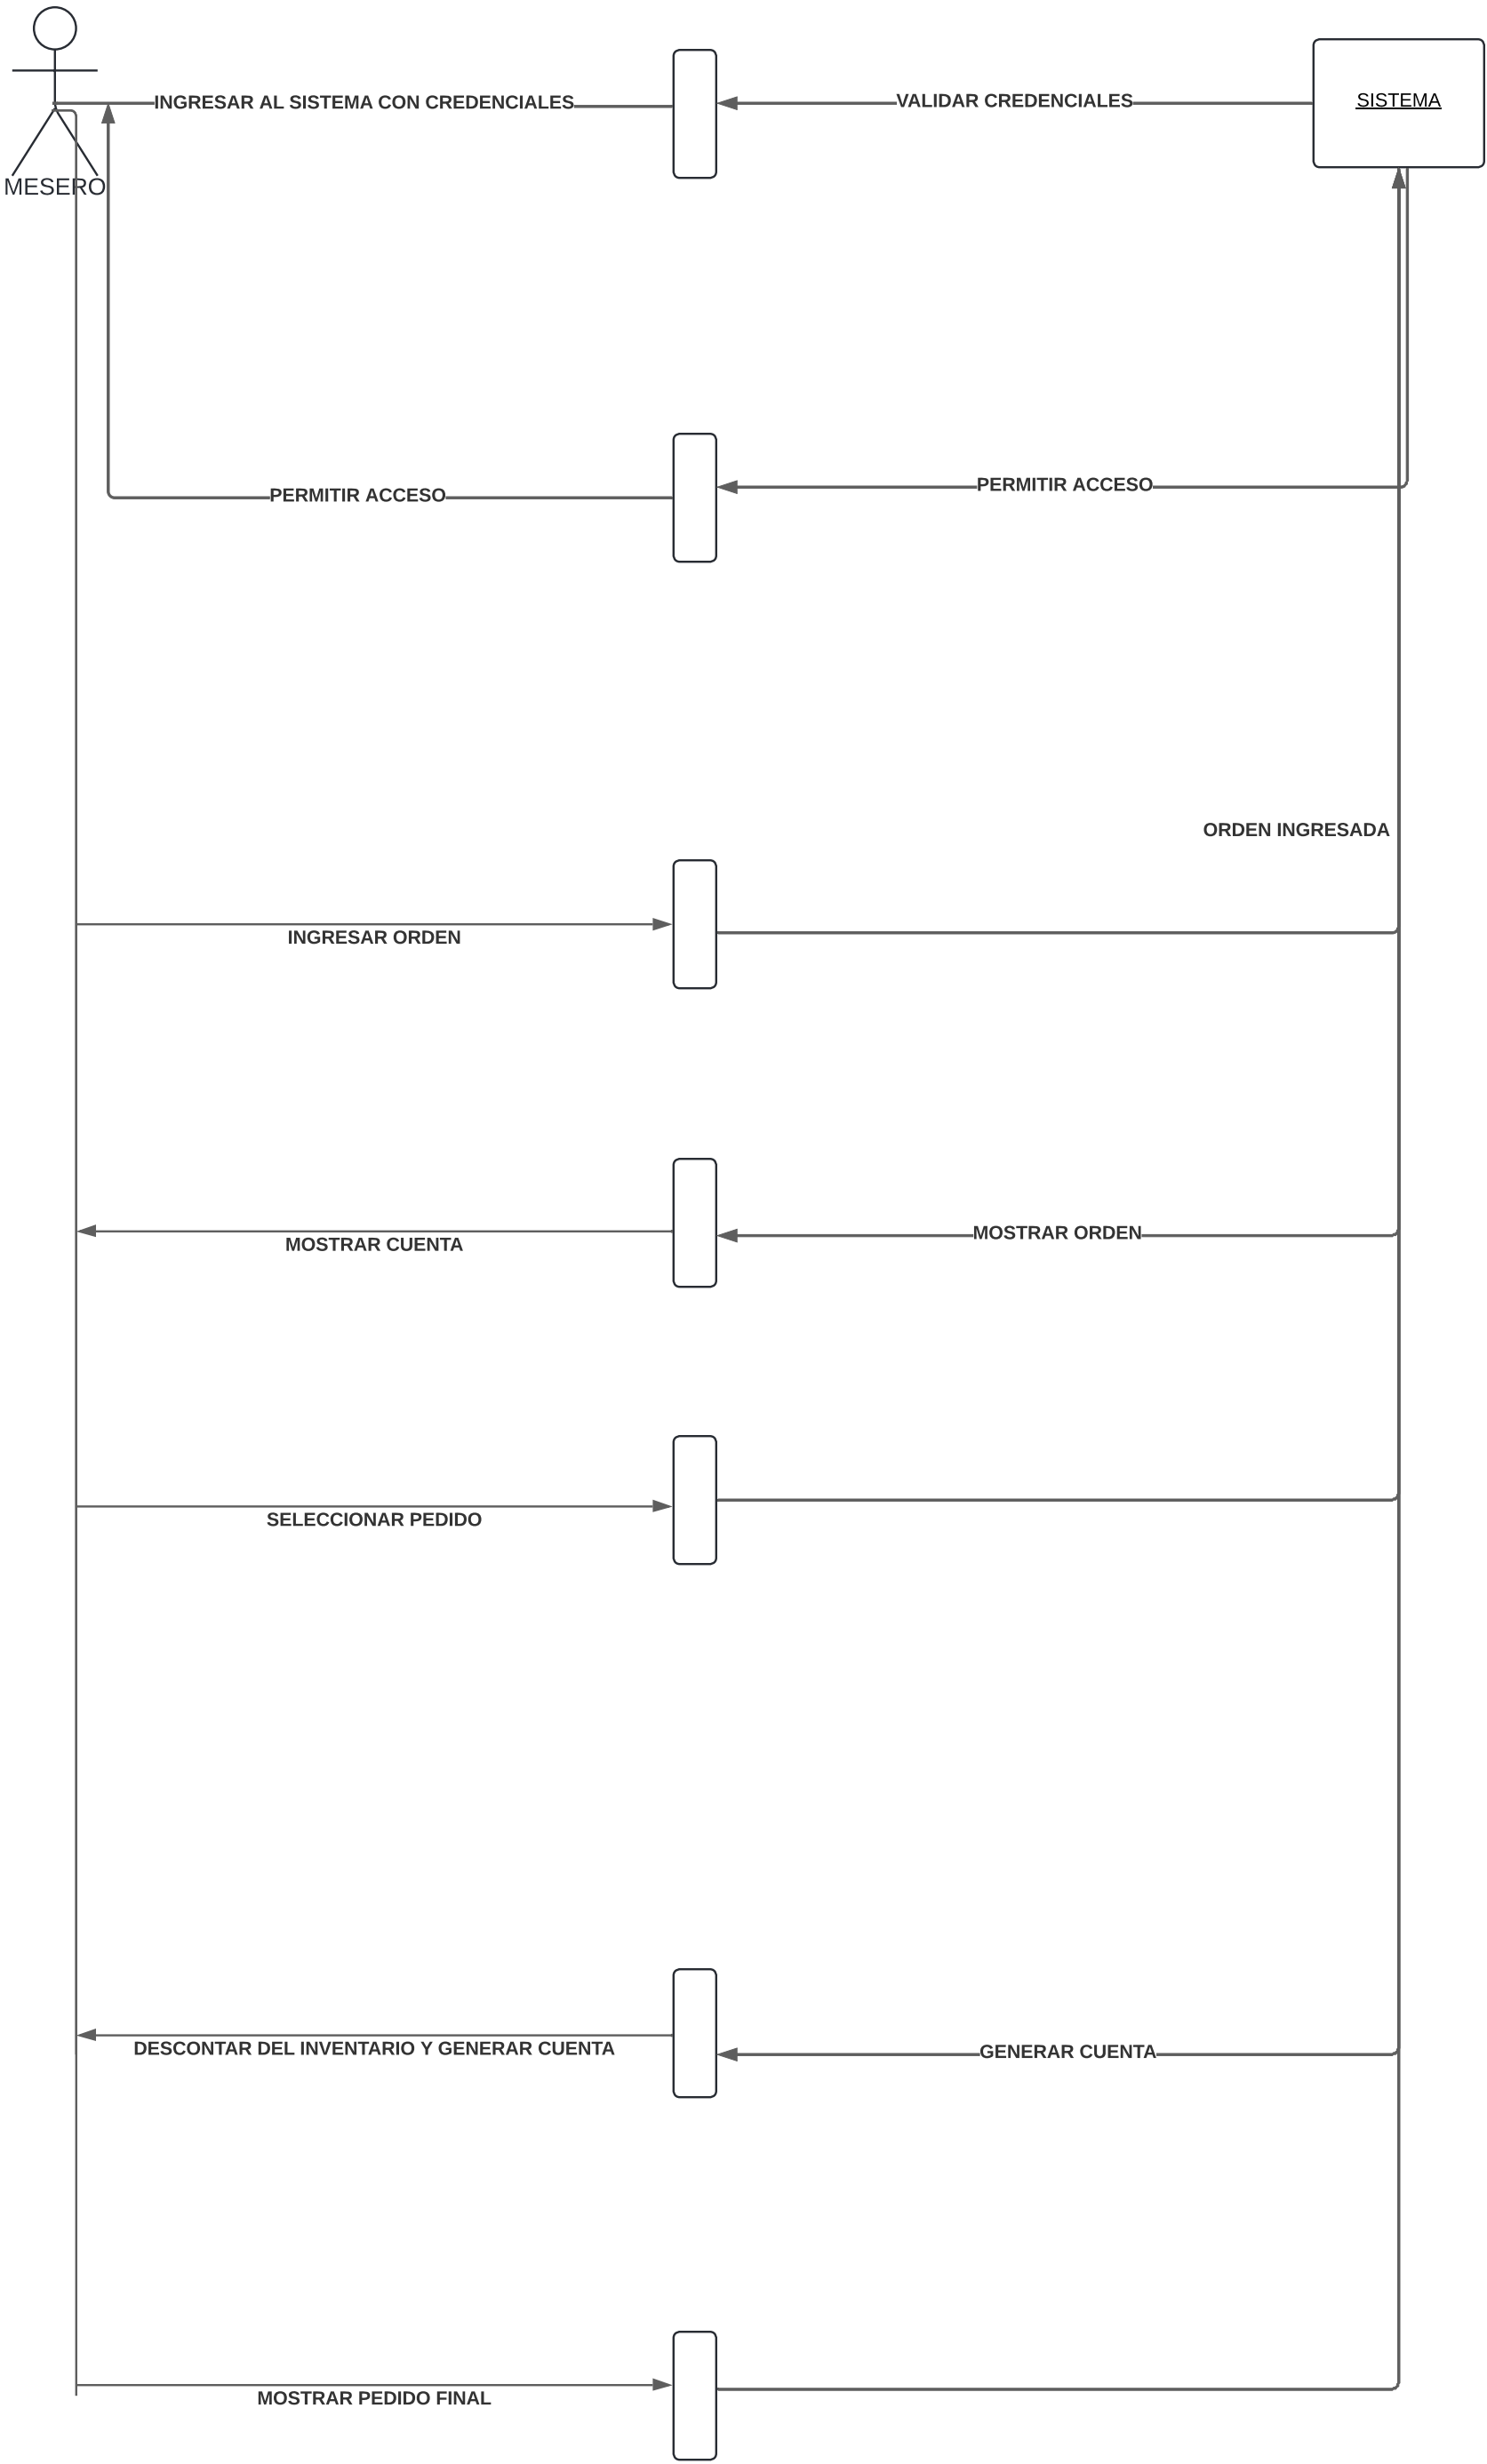 INGRESAR AL SISTEMA CON CREDENCIALES
VALIDAR CREDENCIALES
SISTEMA
MESERO
PERMITIR ACCESO
PERMITIR ACCESO
ORDEN INGRESADA
INGRESAR ORDEN
MOSTRAR CUENTA
MOSTRAR ORDEN
SELECCIONAR PEDIDO
DESCONTAR DEL INVENTARIO Y GENERAR CUENTA
GENERAR CUENTA
MOSTRAR PEDIDO FINAL